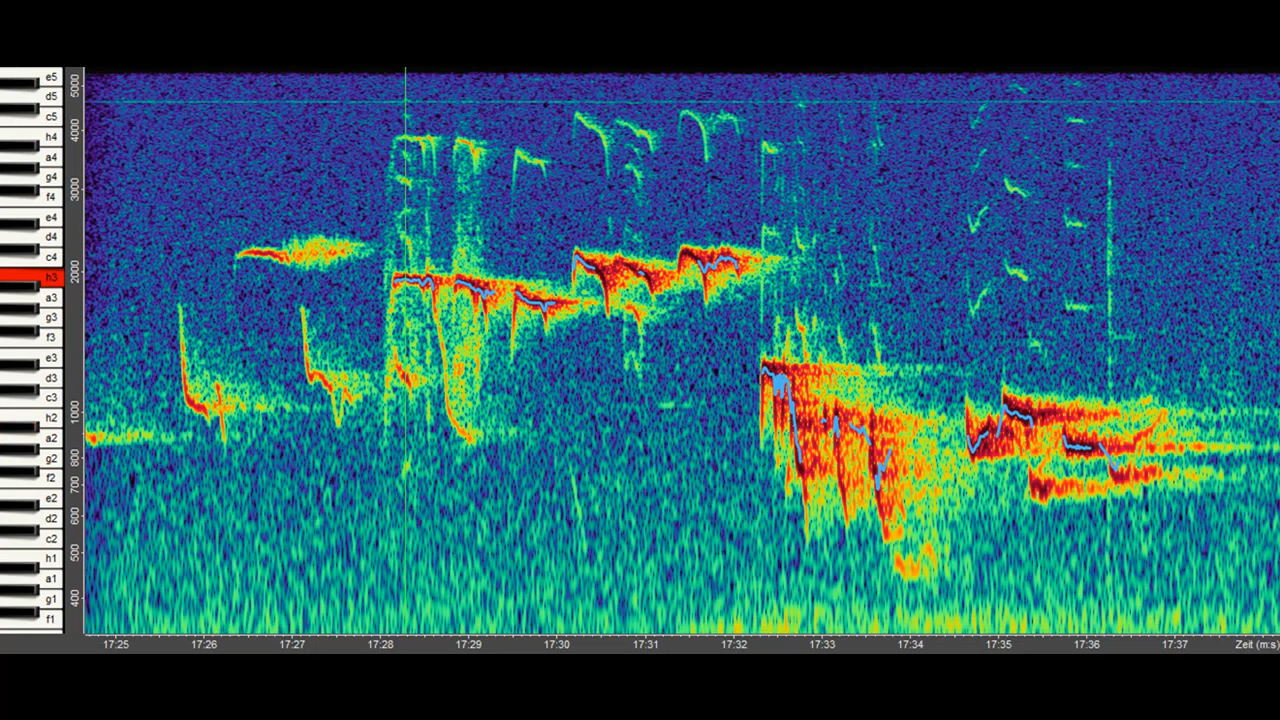 e5
d5
c5
h4
a4
g4
f4
e4
d4
c4
h3
a3
g3
f3
e3
d3
c3
h2
a2
g2
f2
e2
d2
c2
h1
a1
g1
f1
5000
4000
3000
2000
1000
800
700
600
500
400
17:25 17:26 17:27 17:28 17:29 17:30 17:31 17:32 17:33 17:34 17:35 17:36 17:37 Zeit (m:s)